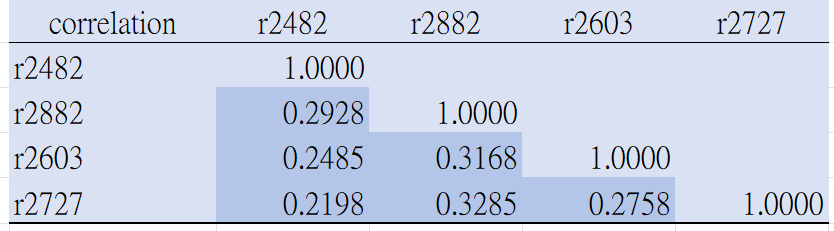 correlation r2482 r2882 r2603 r2727
r2482 1.0000
r2882 0.2928 1.0000
r2603 0.2485 0.3168 1.0000
r2727 0.2198 0.3285 0.2758 1.0000